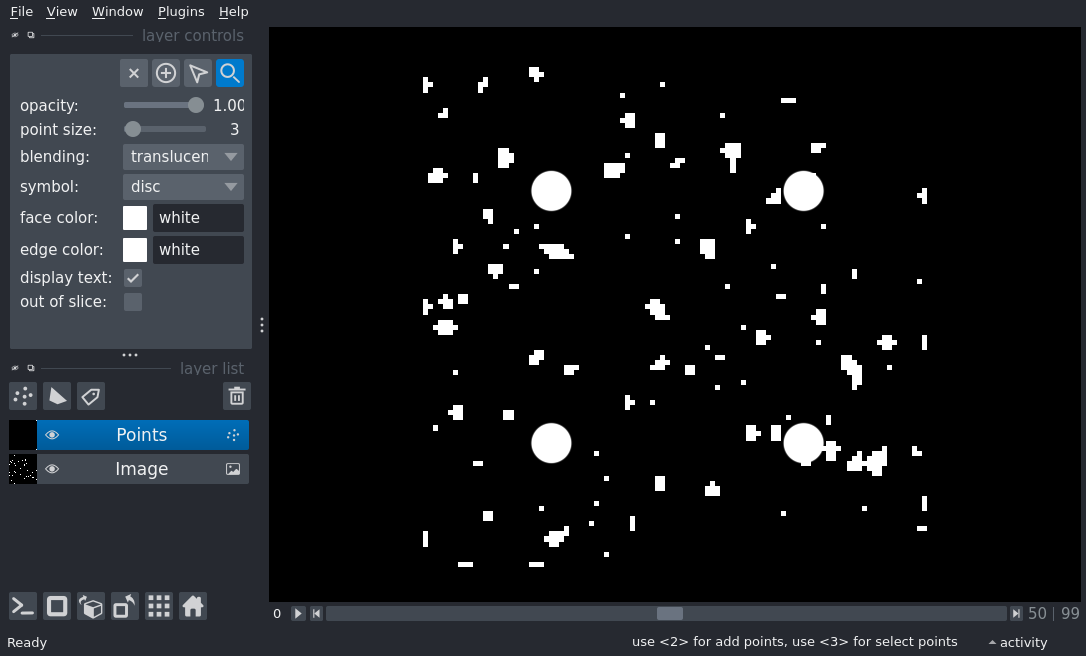 File View Window Plugins Help
layer controls
opacity: 1.00
point size: 3
blending: translucen
symbol: disc
face color: white
edge color: white
display text:
out of slice:
layer list
Points
Image
0 50 99
Ready use <2> for add points, use <3> for select points activity